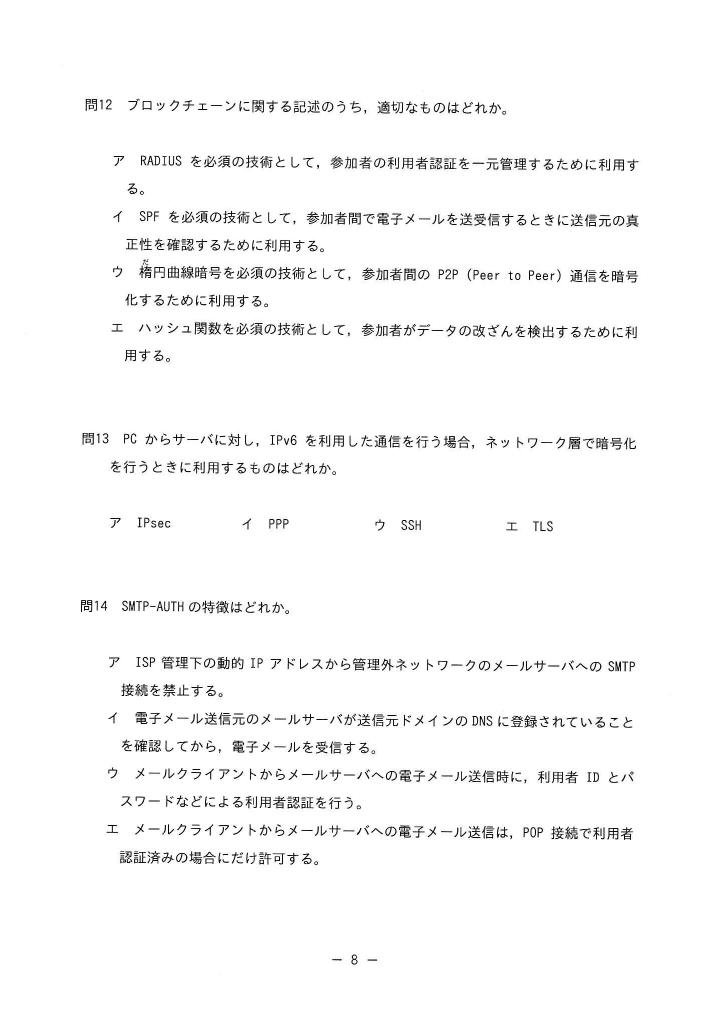 問12 ブロックチェーンに関する記述のうち，適切なものはどれか。
ア RADIUS を必須の技術として，参加者の利用者認証を一元管理するために利用す
る。
イ SPF を必須の技術として，参加者間で電子メールを送受信するときに送信元の真
正性を確認するために利用する。
だ
ウ 楕円曲線暗号を必須の技術として，参加者間の P2P（Peer to Peer）通信を暗号
化するために利用する。
エ ハッシュ関数を必須の技術として，参加者がデータの改ざんを検出するために利
用する。
問13 PC からサーバに対し，IPv6 を利用した通信を行う場合，ネットワーク層で暗号化
を行うときに利用するものはどれか。
ア IPsec イ PPP ウ SSH エ TLS
問14 SMTP-AUTH の特徴はどれか。
ア ISP 管理下の動的 IP アドレスから管理外ネットワークのメールサーバへの SMTP
接続を禁止する。
イ 電子メール送信元のメールサーバが送信元ドメインの DNS に登録されていること
を確認してから，電子メールを受信する。
ウ メールクライアントからメールサーバへの電子メール送信時に，利用者 ID とパ
スワードなどによる利用者認証を行う。
エ メールクライアントからメールサーバへの電子メール送信は，POP 接続で利用者
認証済みの場合にだけ許可する。
－ 8 －